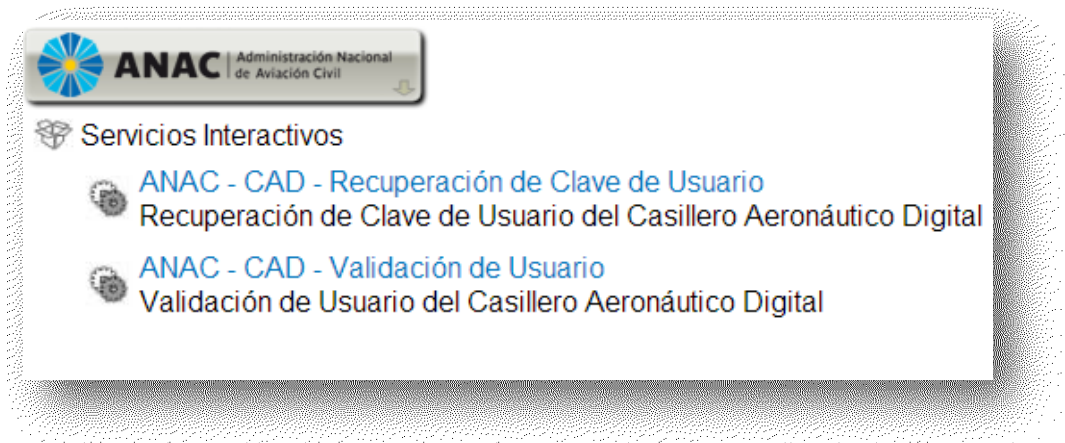 ANAC Administración Nacional
de Aviación Civil
Servicios Interactivos
ANAC - CAD - Recuperación de Clave de Usuario
Recuperación de Clave de Usuario del Casillero Aeronáutico Digital
ANAC - CAD - Validación de Usuario
Validación de Usuario del Casillero Aeronáutico Digital